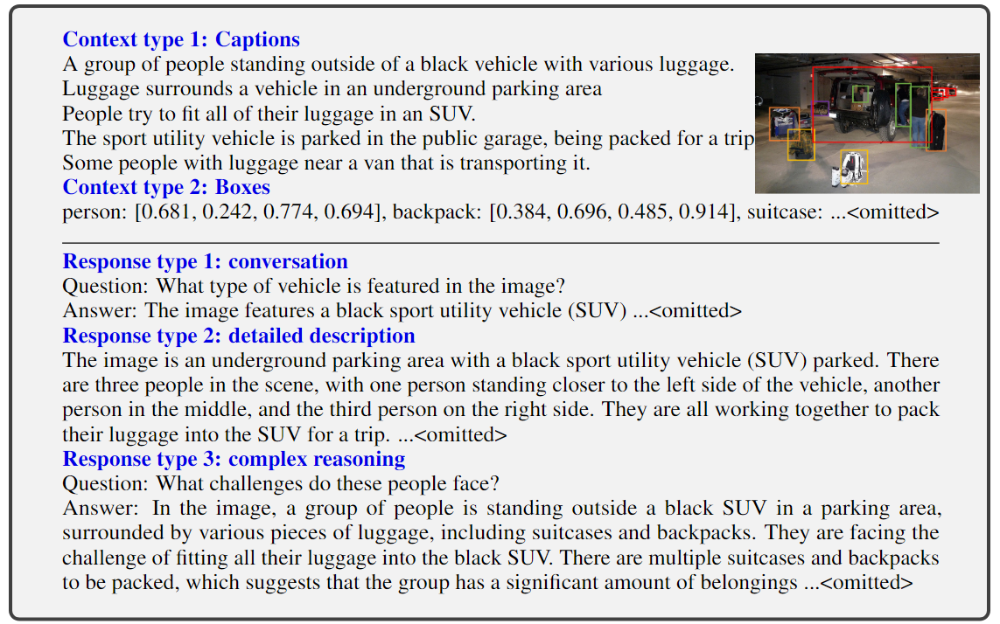 Context type 1: Captions
A group of people standing outside of a black vehicle with various luggage.
Luggage surrounds a vehicle in an underground parking area
People try to fit all of their luggage in an SUV.
The sport utility vehicle is parked in the public garage, being packed for a trip
Some people with luggage near a van that is transporting it.
Context type 2: Boxes
person: [0.681, 0.242, 0.774, 0.694], backpack: [0.384, 0.696, 0.485, 0.914], suitcase: ...<omitted>
Response type 1: conversation
Question: What type of vehicle is featured in the image?
Answer: The image features a black sport utility vehicle (SUV) ...<omitted>
Response type 2: detailed description
The image is an underground parking area with a black sport utility vehicle (SUV) parked. There
are three people in the scene, with one person standing closer to the left side of the vehicle, another
person in the middle, and the third person on the right side. They are all working together to pack
their luggage into the SUV for a trip. ...<omitted>
Response type 3: complex reasoning
Question: What challenges do these people face?
Answer: In the image, a group of people is standing outside a black SUV in a parking area,
surrounded by various pieces of luggage, including suitcases and backpacks. They are facing the
challenge of fitting all their luggage into the black SUV. There are multiple suitcases and backpacks
to be packed, which suggests that the group has a significant amount of belongings ...<omitted>